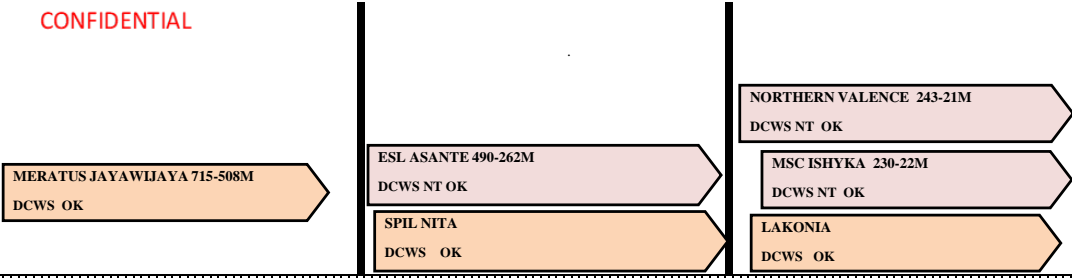 CONFIDENTIAL
MERATUS JAYAWIJAYA 715-508M
DCWS OK
ESL ASANTE 490-262M
DCWS NT OK
SPIL NITA
DCWS OK
NORTHERN VALENCE 243-21M
DCWS NT OK
MSC ISHYKA 230-22M
DCWS NT OK
LAKONIA
DCWS OK